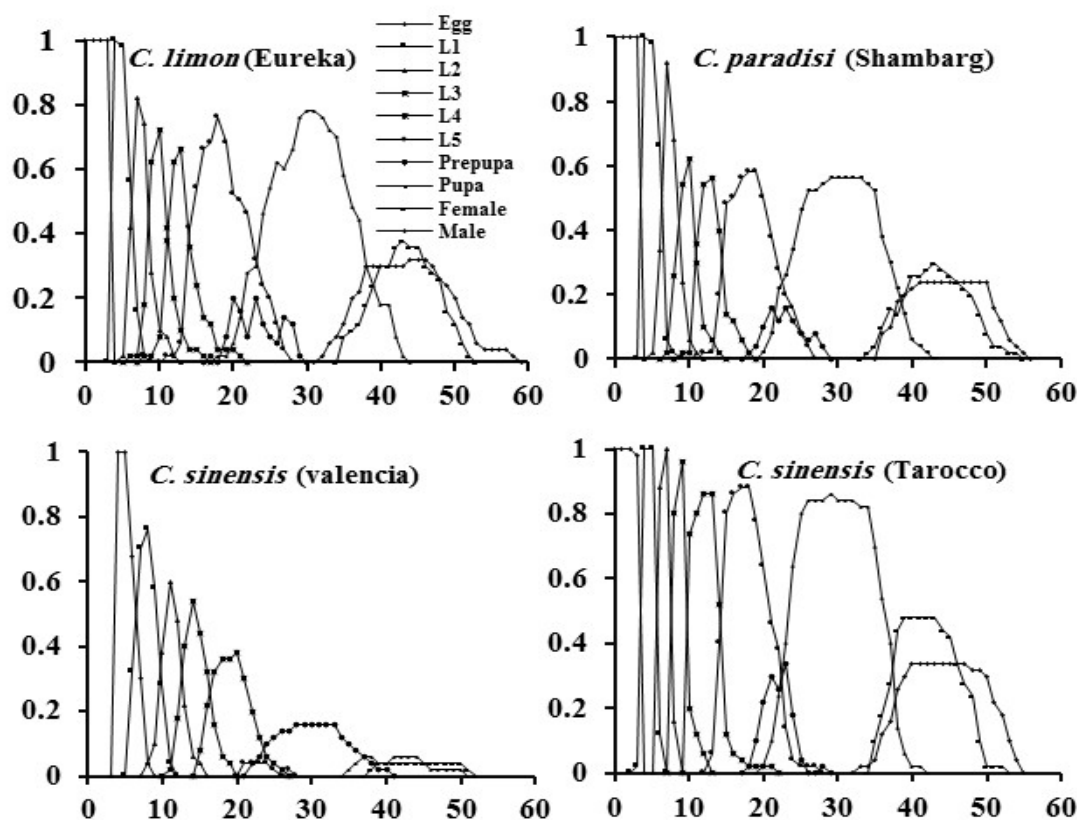 C. limon (Eureka)
Egg
L1
L2
L3
L4
L5
Prepupa
Pupa
Female
Male
1
0.8
0.6
0.4
0.2
0
0 10 20 30 40 50 60
C. paradisi (Shambarg)
1
0.8
0.6
0.4
0.2
0
0 10 20 30 40 50 60
C. sinensis (valencia)
1
0.8
0.6
0.4
0.2
0
0 10 20 30 40 50 60
C. sinensis (Tarocco)
1
0.8
0.6
0.4
0.2
0
0 10 20 30 40 50 60